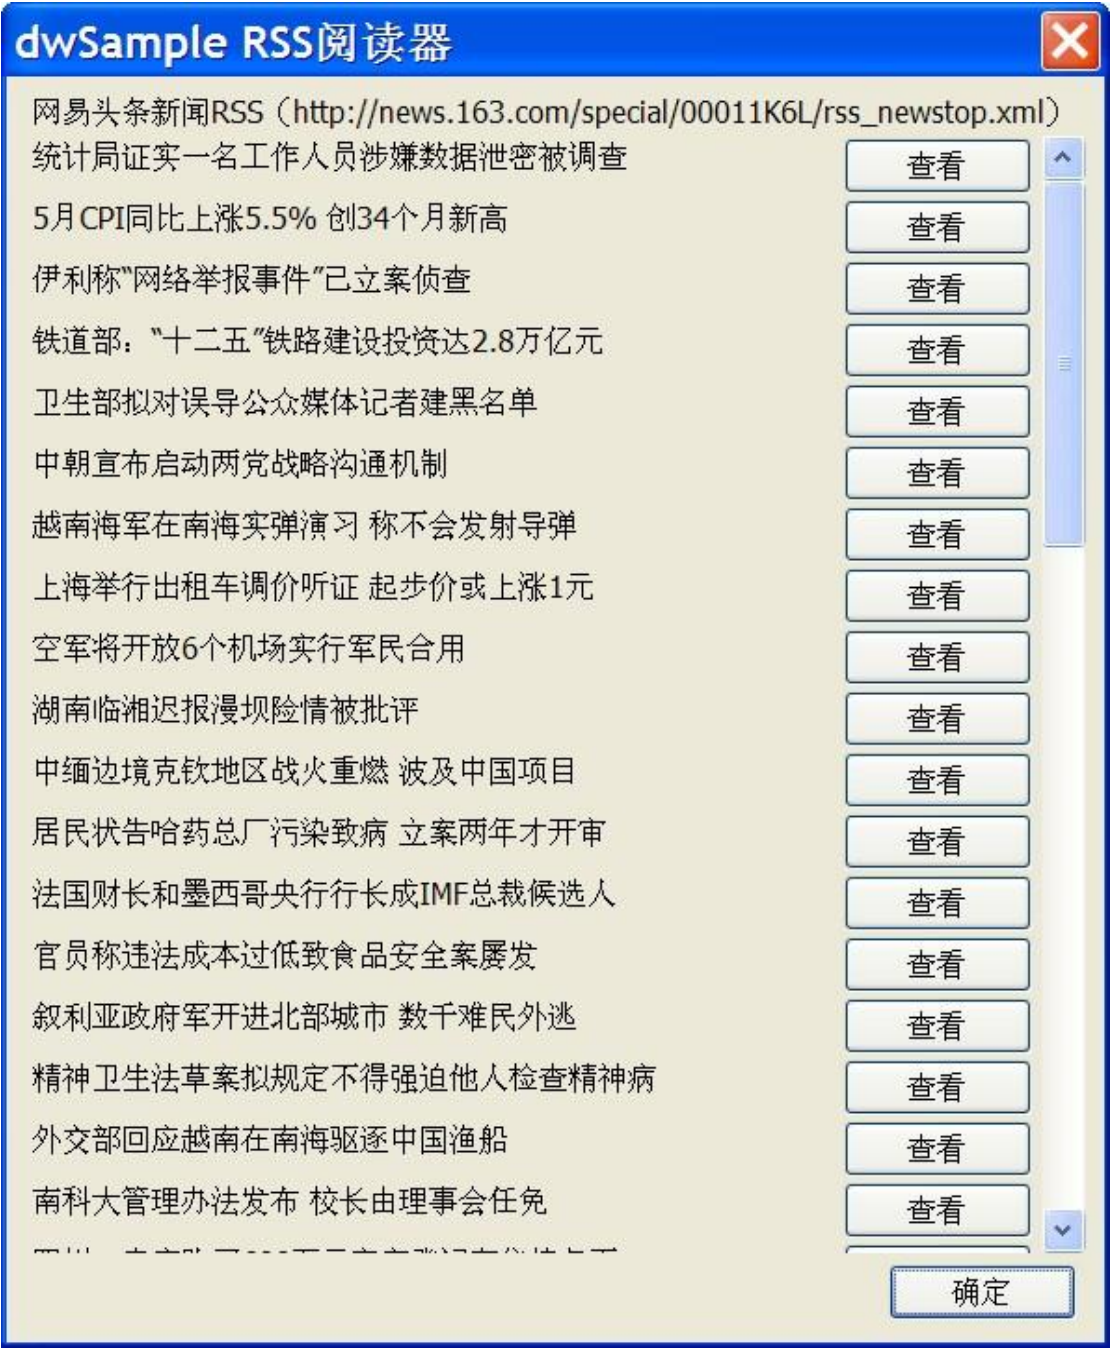 dwSample RSS阅读器
网易头条新闻RSS（http://news.163.com/special/00011K6L/rss_newstop.xml）
统计局证实一名工作人员涉嫌数据泄密被调查 查看
5月CPI同比上涨5.5% 创34个月新高 查看
伊利称“网络举报事件”已立案侦查 查看
铁道部：“十二五”铁路建设投资达2.8万亿元 查看
卫生部拟对误导公众媒体记者建黑名单 查看
中朝宣布启动两党战略沟通机制 查看
越南海军在南海实弹演习 称不会发射导弹 查看
上海举行出租车调价听证 起步价或上涨1元 查看
空军将开放6个机场实行军民合用 查看
湖南临湘迟报漫坝险情被批评 查看
中缅边境克钦地区战火重燃 波及中国项目 查看
居民状告哈药总厂污染致病 立案两年才开审 查看
法国财长和墨西哥央行行长成IMF总裁候选人 查看
官员称违法成本过低致食品安全案屡发 查看
叙利亚政府军开进北部城市 数千难民外逃 查看
精神卫生法草案拟规定不得强迫他人检查精神病 查看
外交部回应越南在南海驱逐中国渔船 查看
南科大管理办法发布 校长由理事会任免 查看
确定